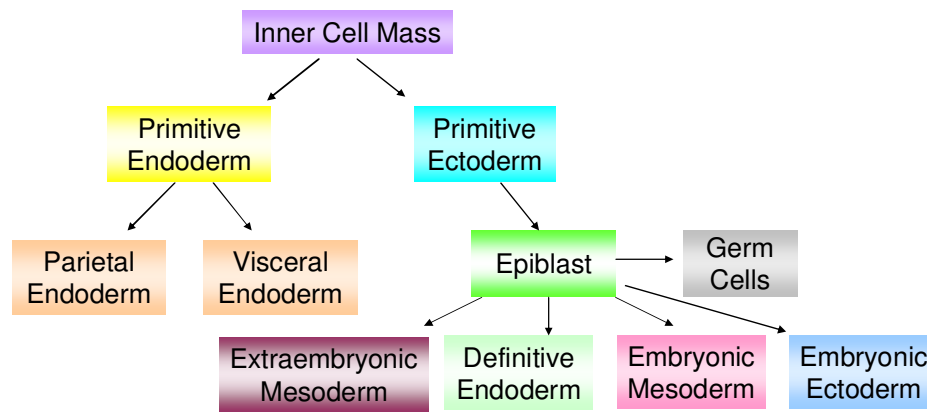 Inner Cell Mass
Primitive
Endoderm
Primitive
Ectoderm
Parietal
Endoderm
Visceral
Endoderm
Epiblast
Germ
Cells
Extraembryonic
Mesoderm
Definitive
Endoderm
Embryonic
Mesoderm
Embryonic
Ectoderm